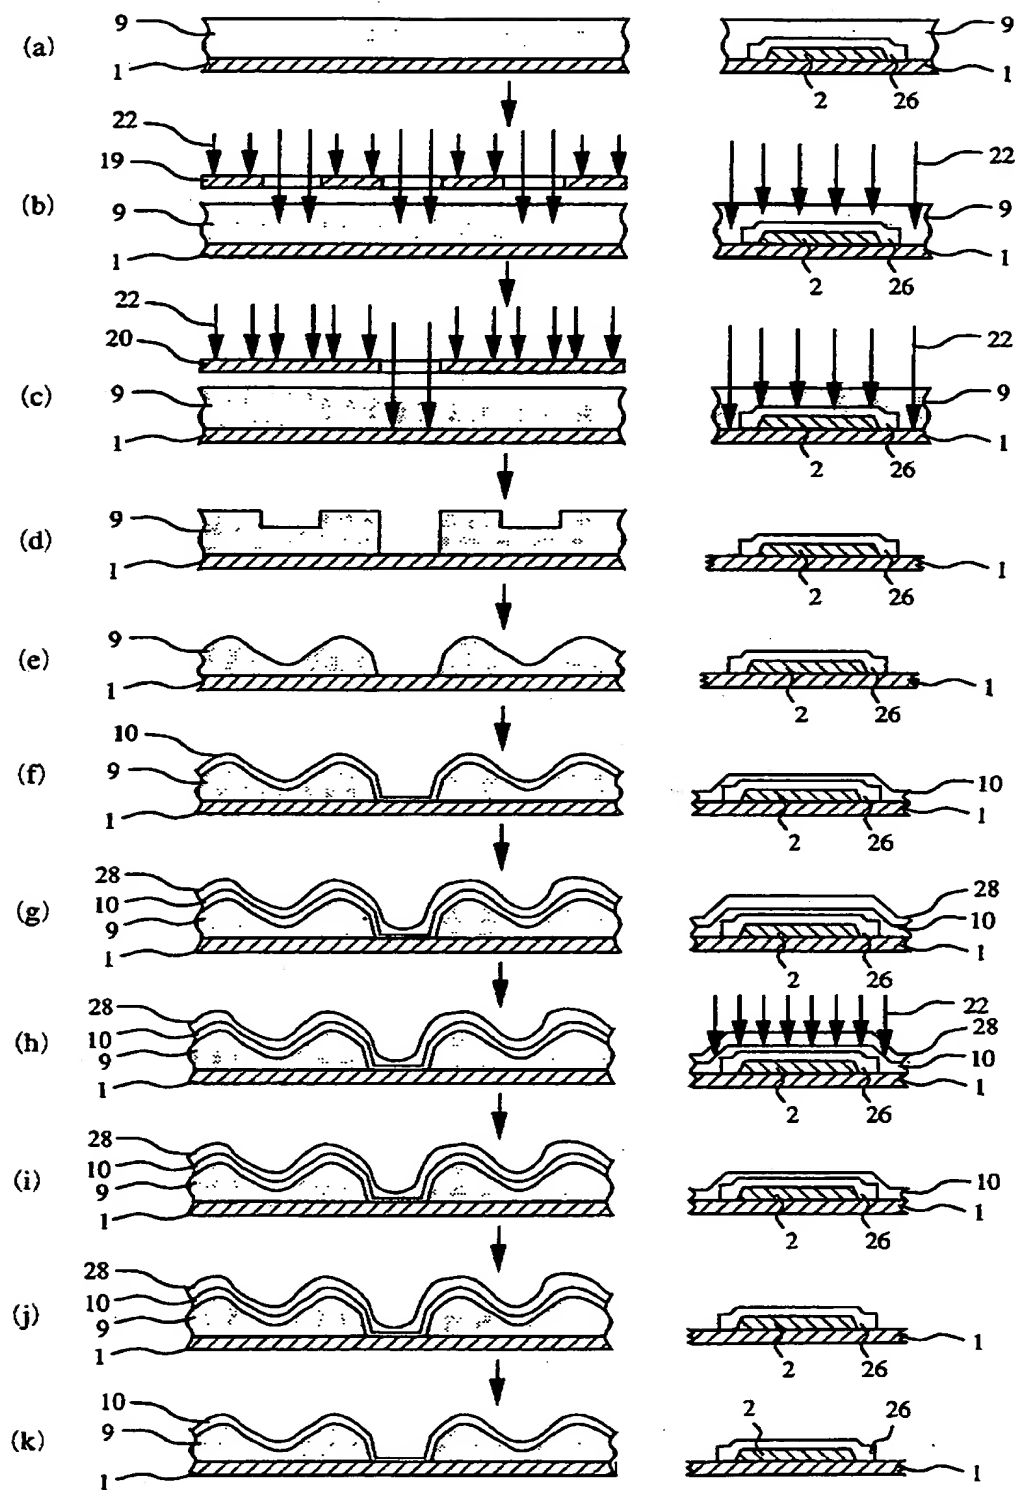 (a) 9 1 9 1 2 26
(b) 22 19 9 1 22 9 1 2 26
(c) 22 20 9 1 22 9 1 2 26
(d) 9 1 1 2 26
(e) 9 1 1 2 26
(f) 10 9 1 10 1 2 26
(g) 28 10 9 1 28 10 1 2 26
(h) 28 10 9 1 22 28 10 1 2 26
(i) 28 10 9 1 10 1 2 26
(j) 28 10 9 1 1 2 26
(k) 10 9 1 2 26 1